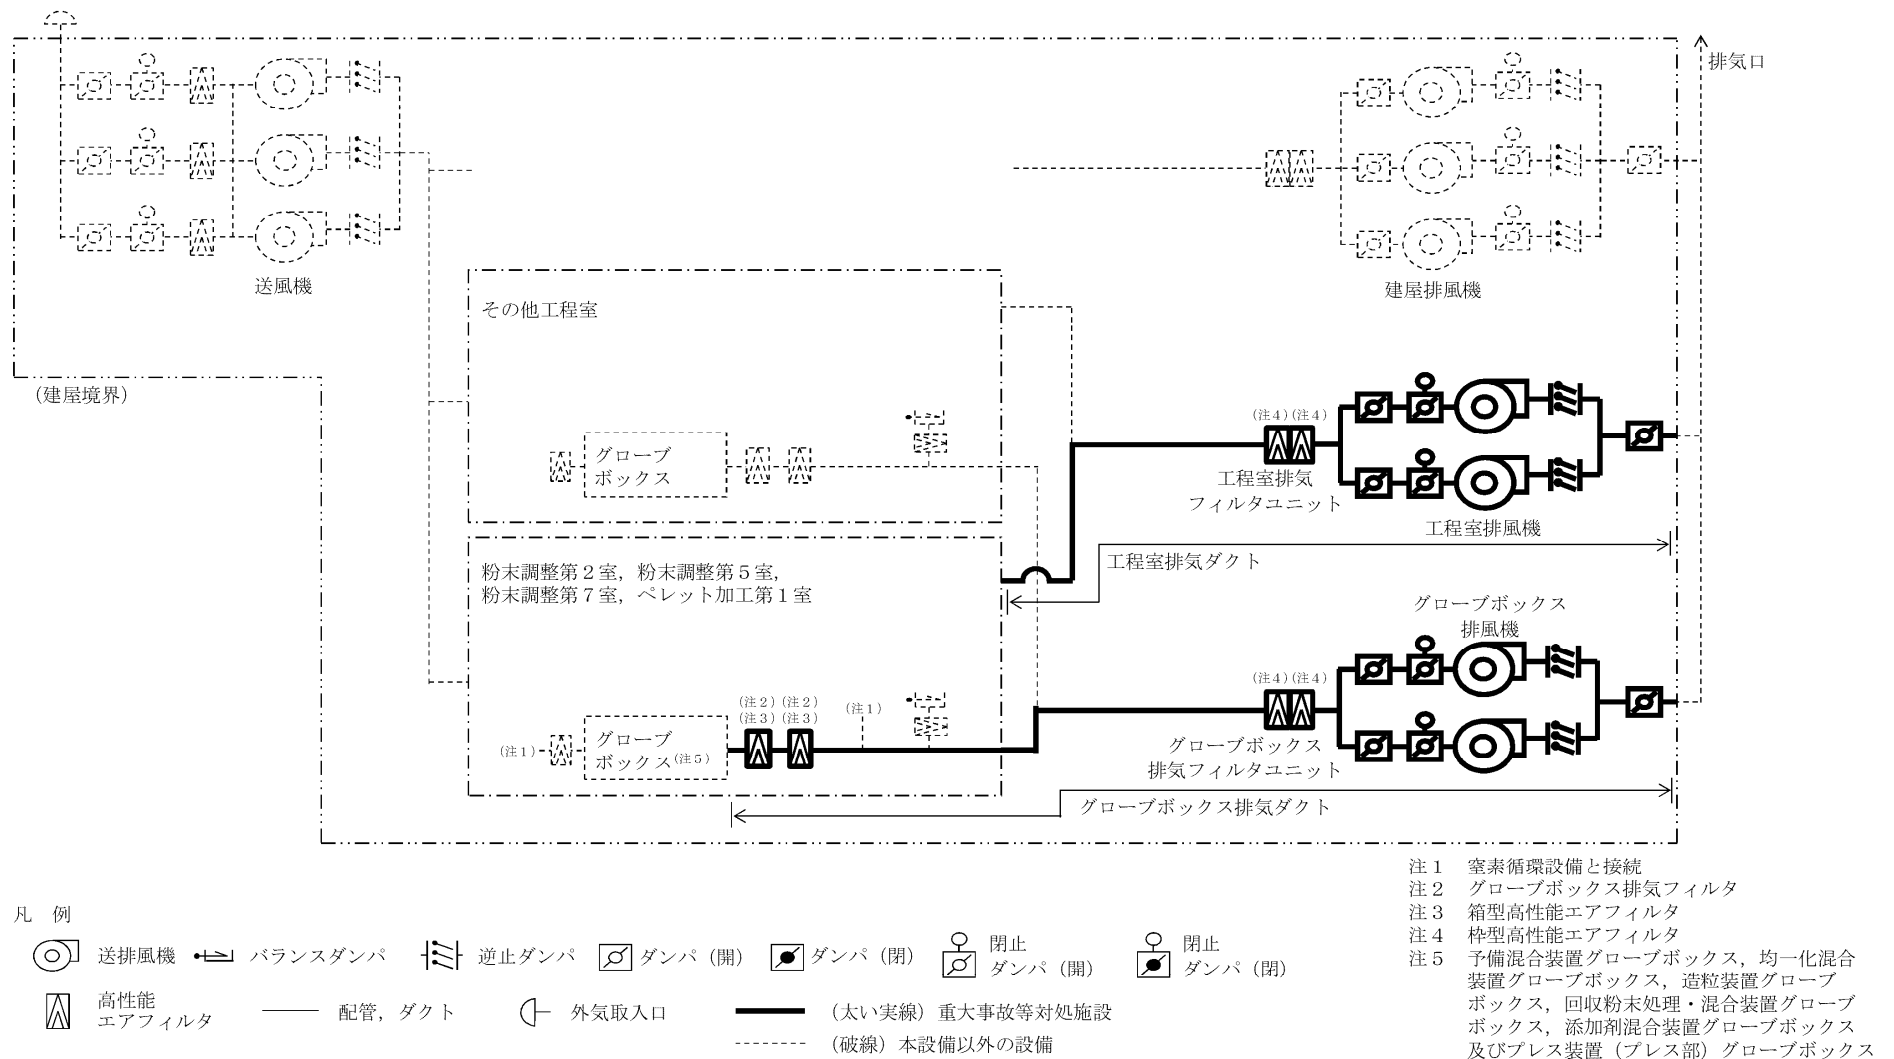 排気口
送風機
建屋排風機
(建屋境界)
その他工程室
グローブ
ボックス
(注4)(注4)
工程室排気
フィルタユニット
工程室排風機
工程室排気ダクト
粉末調整第2室,粉末調整第5室,
粉末調整第7室,ペレット加工第1室
グローブボックス
排風機
(注4)(注4)
(注2)(注2)
(注3)(注3)
(注1)
(注1)
グローブ
ボックス(注5)
グローブボックス
排気フィルタユニット
グローブボックス排気ダクト
注1 窒素循環設備と接続
注2 グローブボックス排気フィルタ
注3 箱型高性能エアフィルタ
注4 枠型高性能エアフィルタ
注5 予備混合装置グローブボックス,均一化混合
装置グローブボックス,造粒装置グローブ
ボックス,回収粉末処理・混合装置グローブ
ボックス,添加剤混合装置グローブボックス
及びプレス装置(プレス部)グローブボックス
凡 例
送排風機
バランスダンパ
逆止ダンパ
ダンパ(開)
ダンパ(閉)
閉止
ダンパ(開)
閉止
ダンパ(閉)
高性能
エアフィルタ
配管,ダクト
外気取入口
(太い実線)重大事故等対処施設
(破線)本設備以外の設備